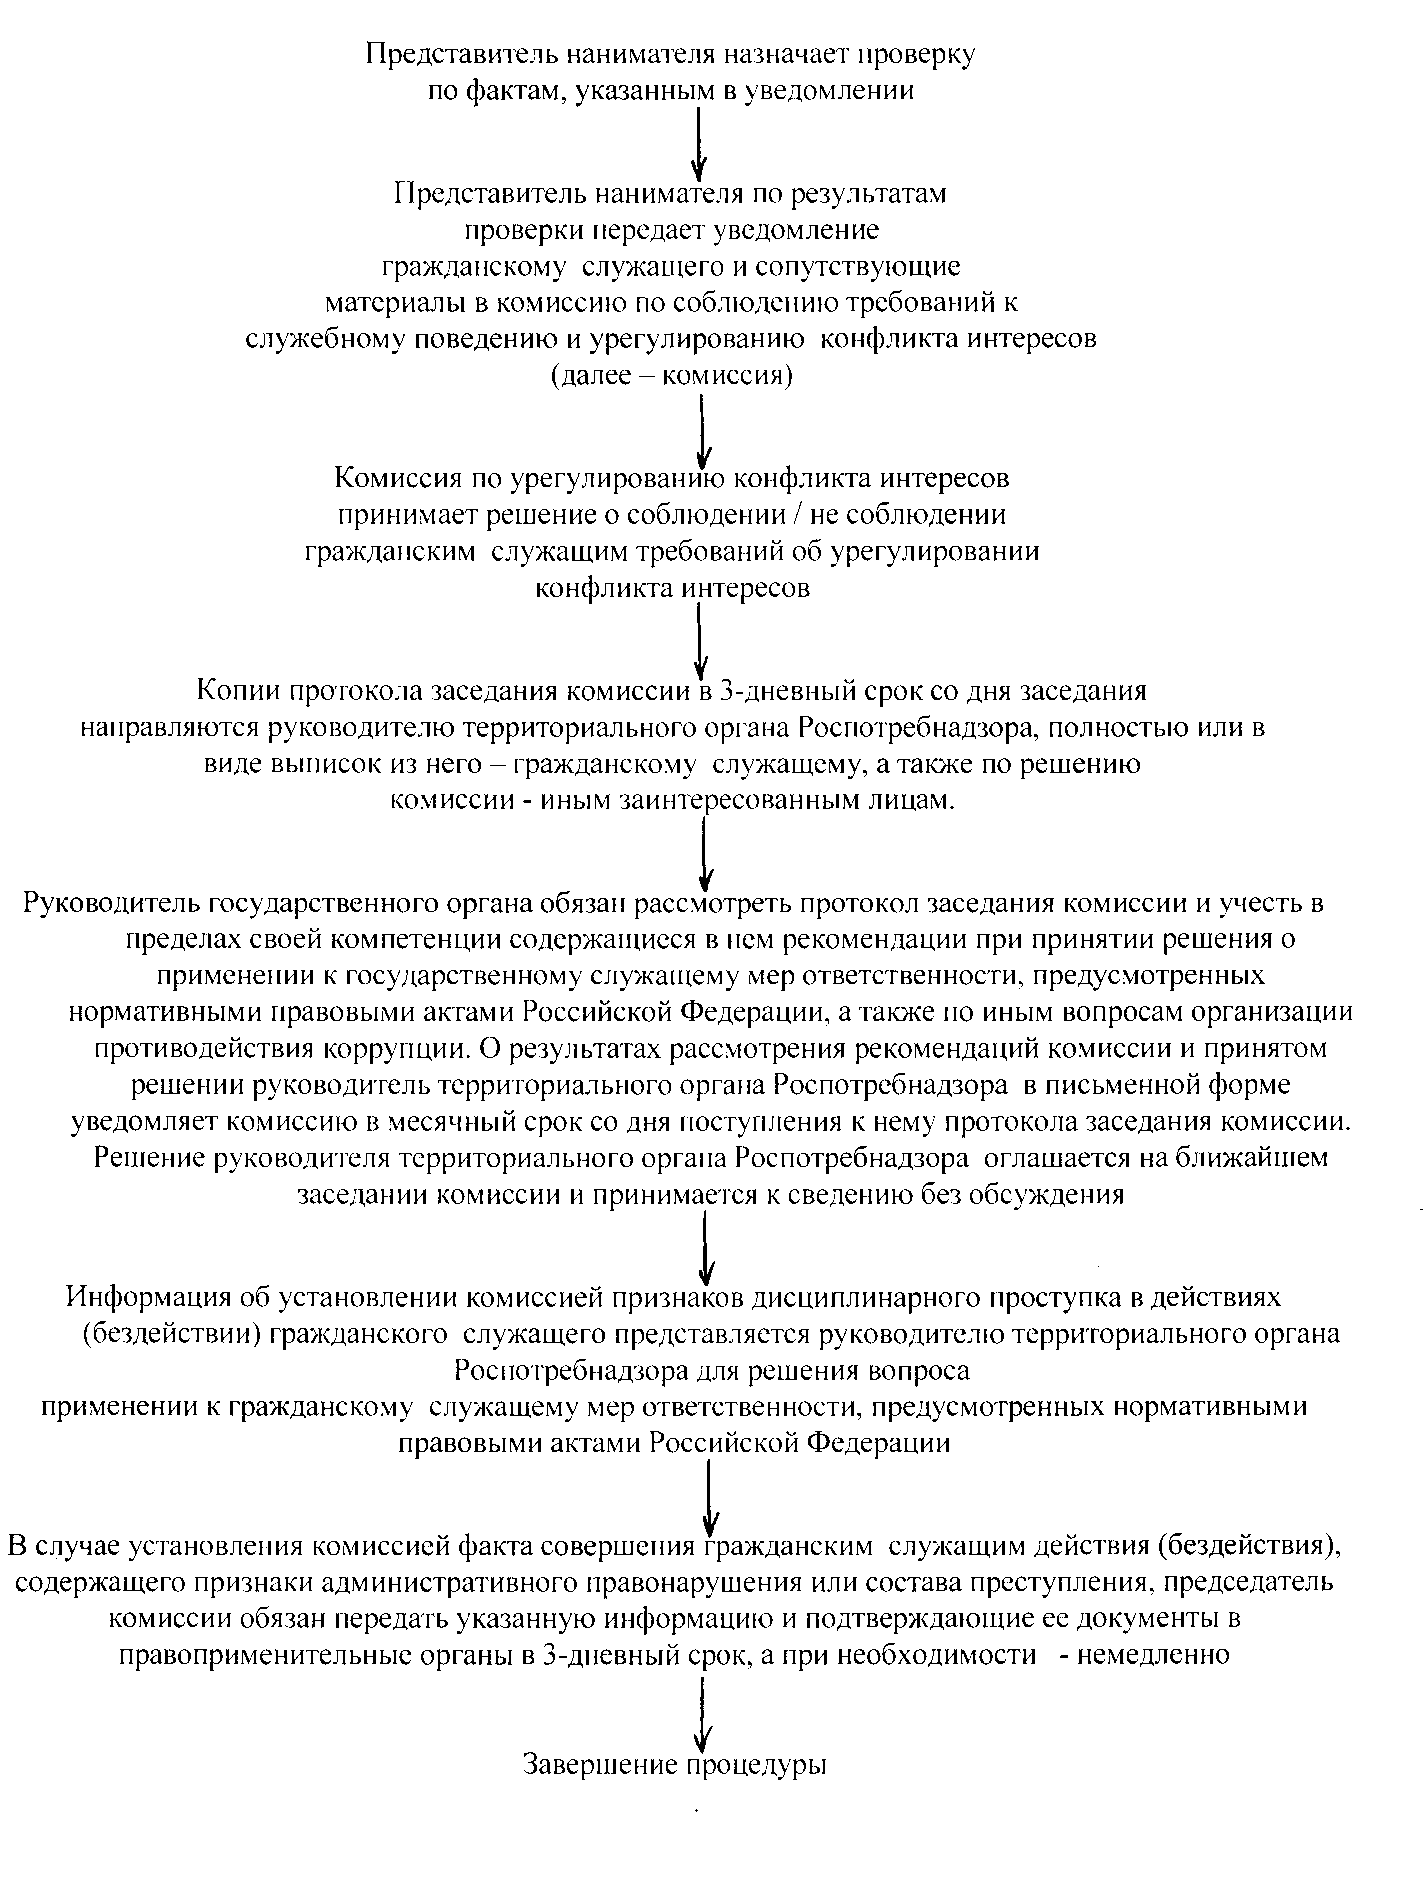 Представитель нанимателя назначает проверку
по фактам, указанным в уведомлении
Представитель нанимателя по результатам
проверки передает уведомление
гражданскому служащего и сопутствующие
материалы в комиссию по соблюдению требований к
служебному поведению и урегулированию конфликта интересов
(далее – комиссия)
Комиссия по урегулированию конфликта интересов
принимает решение о соблюдении / не соблюдении
гражданским служащим требований об урегулировании
конфликта интересов
Копии протокола заседания комиссии в 3-дневный срок со дня заседания
направляются руководителю территориального органа Роспотребнадзора, полностью или в
виде выписок из него – гражданскому служащему, а также по решению
комиссии - иным заинтересованным лицам.
Руководитель государственного органа обязан рассмотреть протокол заседания комиссии и учесть в
пределах своей компетенции содержащиеся в нем рекомендации при принятии решения о
применении к государственному служащему мер ответственности, предусмотренных
нормативными правовыми актами Российской Федерации, а также по иным вопросам организации
противодействия коррупции. О результатах рассмотрения рекомендаций комиссии и принятом
решении руководитель территориального органа Роспотребнадзора в письменной форме
уведомляет комиссию в месячный срок со дня поступления к нему протокола заседания комиссии.
Решение руководителя территориального органа Роспотребнадзора оглашается на ближайшем
заседании комиссии и принимается к сведению без обсуждения
Информация об установлении комиссией признаков дисциплинарного проступка в действиях
(бездействии) гражданского служащего представляется руководителю территориального органа
Роспотребнадзора для решения вопроса
применении к гражданскому служащему мер ответственности, предусмотренных нормативными
правовыми актами Российской Федерации
В случае установления комиссией факта совершения гражданским служащим действия (бездействия),
содержащего признаки административного правонарушения или состава преступления, председатель
комиссии обязан передать указанную информацию и подтверждающие ее документы в
правоприменительные органы в 3-дневный срок, а при необходимости - немедленно
Завершение процедуры